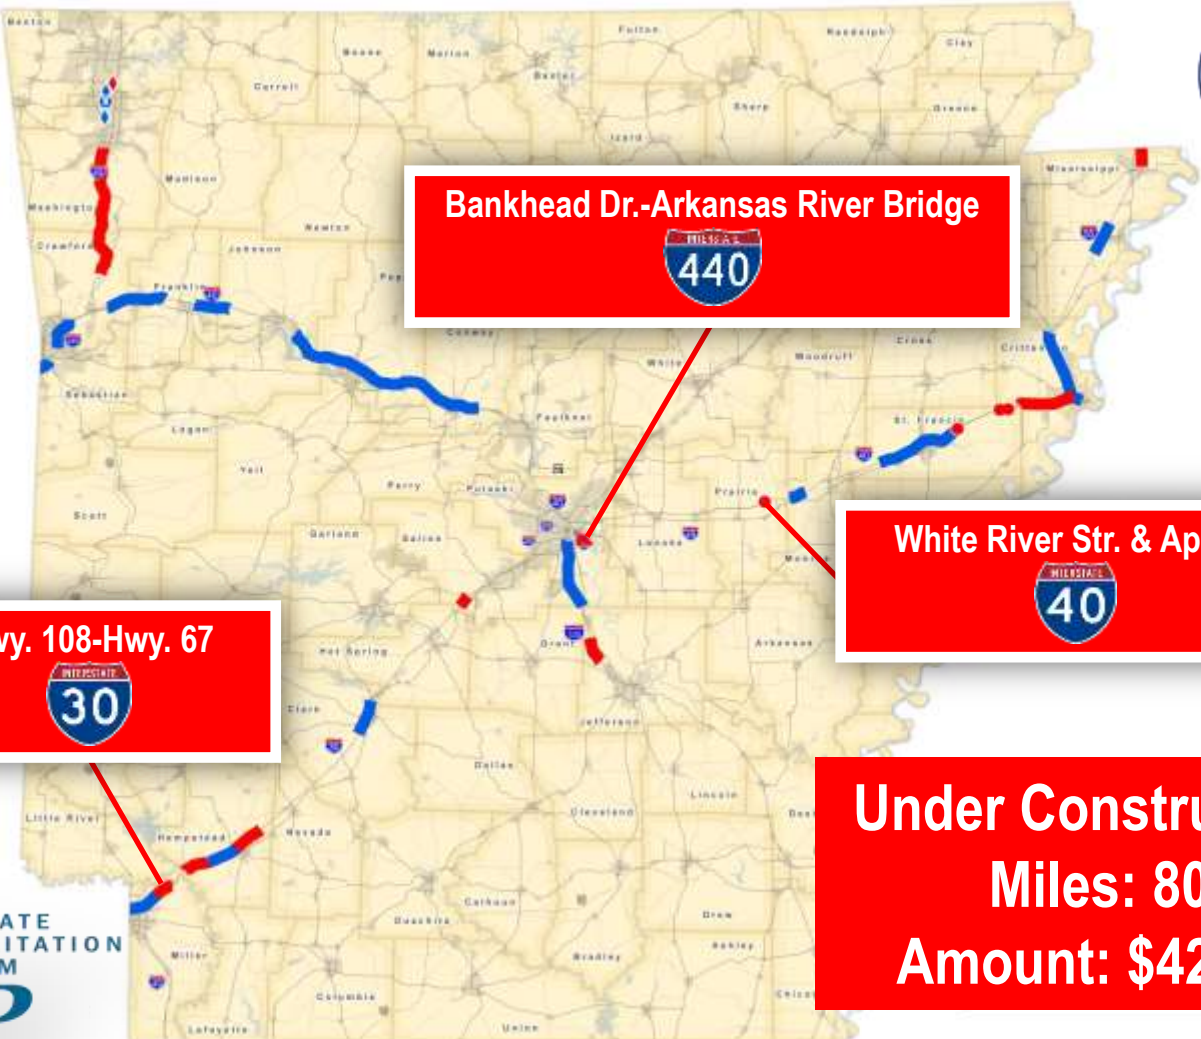 Benton
Boone
Marion
Fulton
Randolph
Clay
Carroll
Baxter
Sharp
Greene
Izard
Madison
Washington
Mississippi
Newton
Crawford
Johnson
Franklin
Bankhead Dr.-Arkansas River Bridge
INTERSTATE
440
Conway
White
Woodruff
Cross
Sebastian
Logan
Faulkner
St. Francis
Yell
Perry
Pulaski
Prairie
Scott
Garland
Saline
Lonoke
White River Str. & Ap
INTERSTATE
40
Hot Spring
Grant
Arkansas
wy. 108-Hwy. 67
INTERSTATE
30
Clark
Jefferson
Dallas
Little River
Hempstead
Nevada
Cleveland
Lincoln
Under Constru
Miles: 80
Amount: $42
ATE
ITATION
M
Calhoun
Ouachita
Drew
Miller
Bradley
Ashley
Columbia
Lafayette
Union